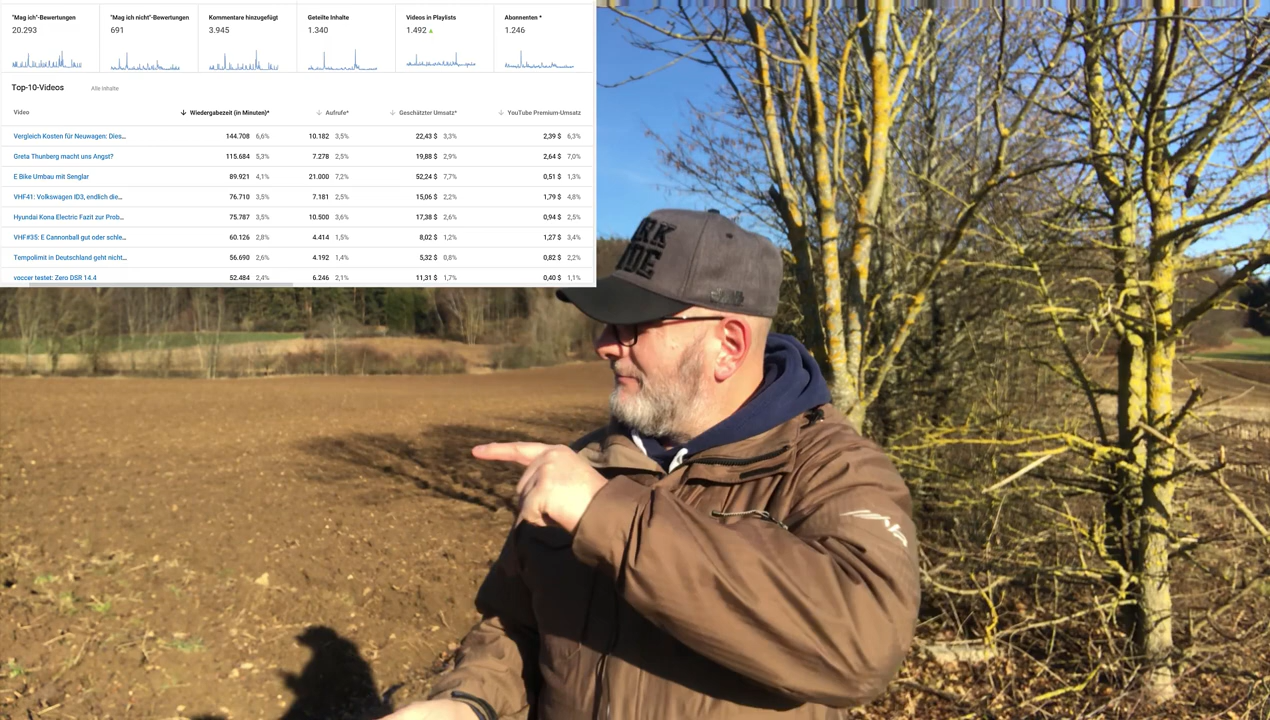 "Mag ich"-Bewertungen "Mag ich nicht"-Bewertungen Kommentare hinzugefügt Geteilte Inhalte Videos in Playlists Abonnenten *
20.293 691 3.945 1.340 1.492 1.246
Top-10-Videos Alle Inhalte
Video Wiedergabezeit (in Minuten)* Aufrufe* Geschätzter Umsatz* YouTube Premium-Umsatz
Vergleich Kosten für Neuwagen: Dies... 144.708 6,6% 10.182 3,5% 22,43 $ 3,3% 2,39 $ 6,3%
Greta Thunberg macht uns Angst? 115.684 5,3% 7.278 2,5% 19,88 $ 2,9% 2,64 $ 7,0%
E Bike Umbau mit Senglar 89.921 4,1% 21.000 7,2% 52,24 $ 7,7% 0,51 $ 1,3%
VHF41: Volkswagen ID3, endlich die... 76.710 3,5% 7.181 2,5% 15,06 $ 2,2% 1,79 $ 4,8%
Hyundai Kona Electric Fazit zur Prob... 75.787 3,5% 10.500 3,6% 17,38 $ 2,6% 0,94 $ 2,5%
VHF#35: E Cannonball gut oder schle... 60.126 2,8% 4.414 1,5% 8,02 $ 1,2% 1,27 $ 3,4%
Tempolimit in Deutschland geht nicht... 56.690 2,6% 4.192 1,4% 5,32 $ 0,8% 0,82 $ 2,2%
voccer testet: Zero DSR 14.4 52.484 2,4% 6.246 2,1% 11,31 $ 1,7% 0,40 $ 1,1%